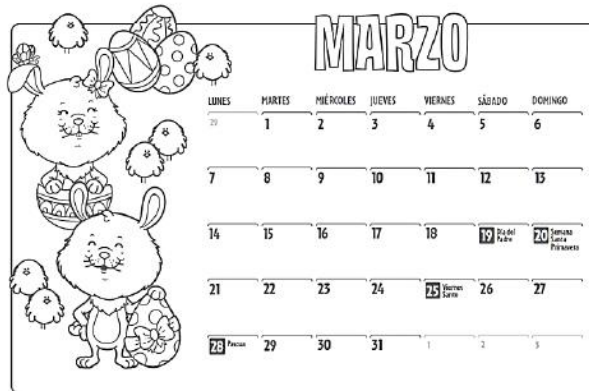 MARZO
LUNES MARTES MIÉRCOLES JUEVES VIERNES SÁBADO DOMINGO
29 1 2 3 4 5 6
7 8 9 10 11 12 13
14 15 16 17 18 19 Día del Padre 20 Semana Santa Primavera
21 22 23 24 25 Viernes Santo 26 27
28 Pascua 29 30 31 1 2 3